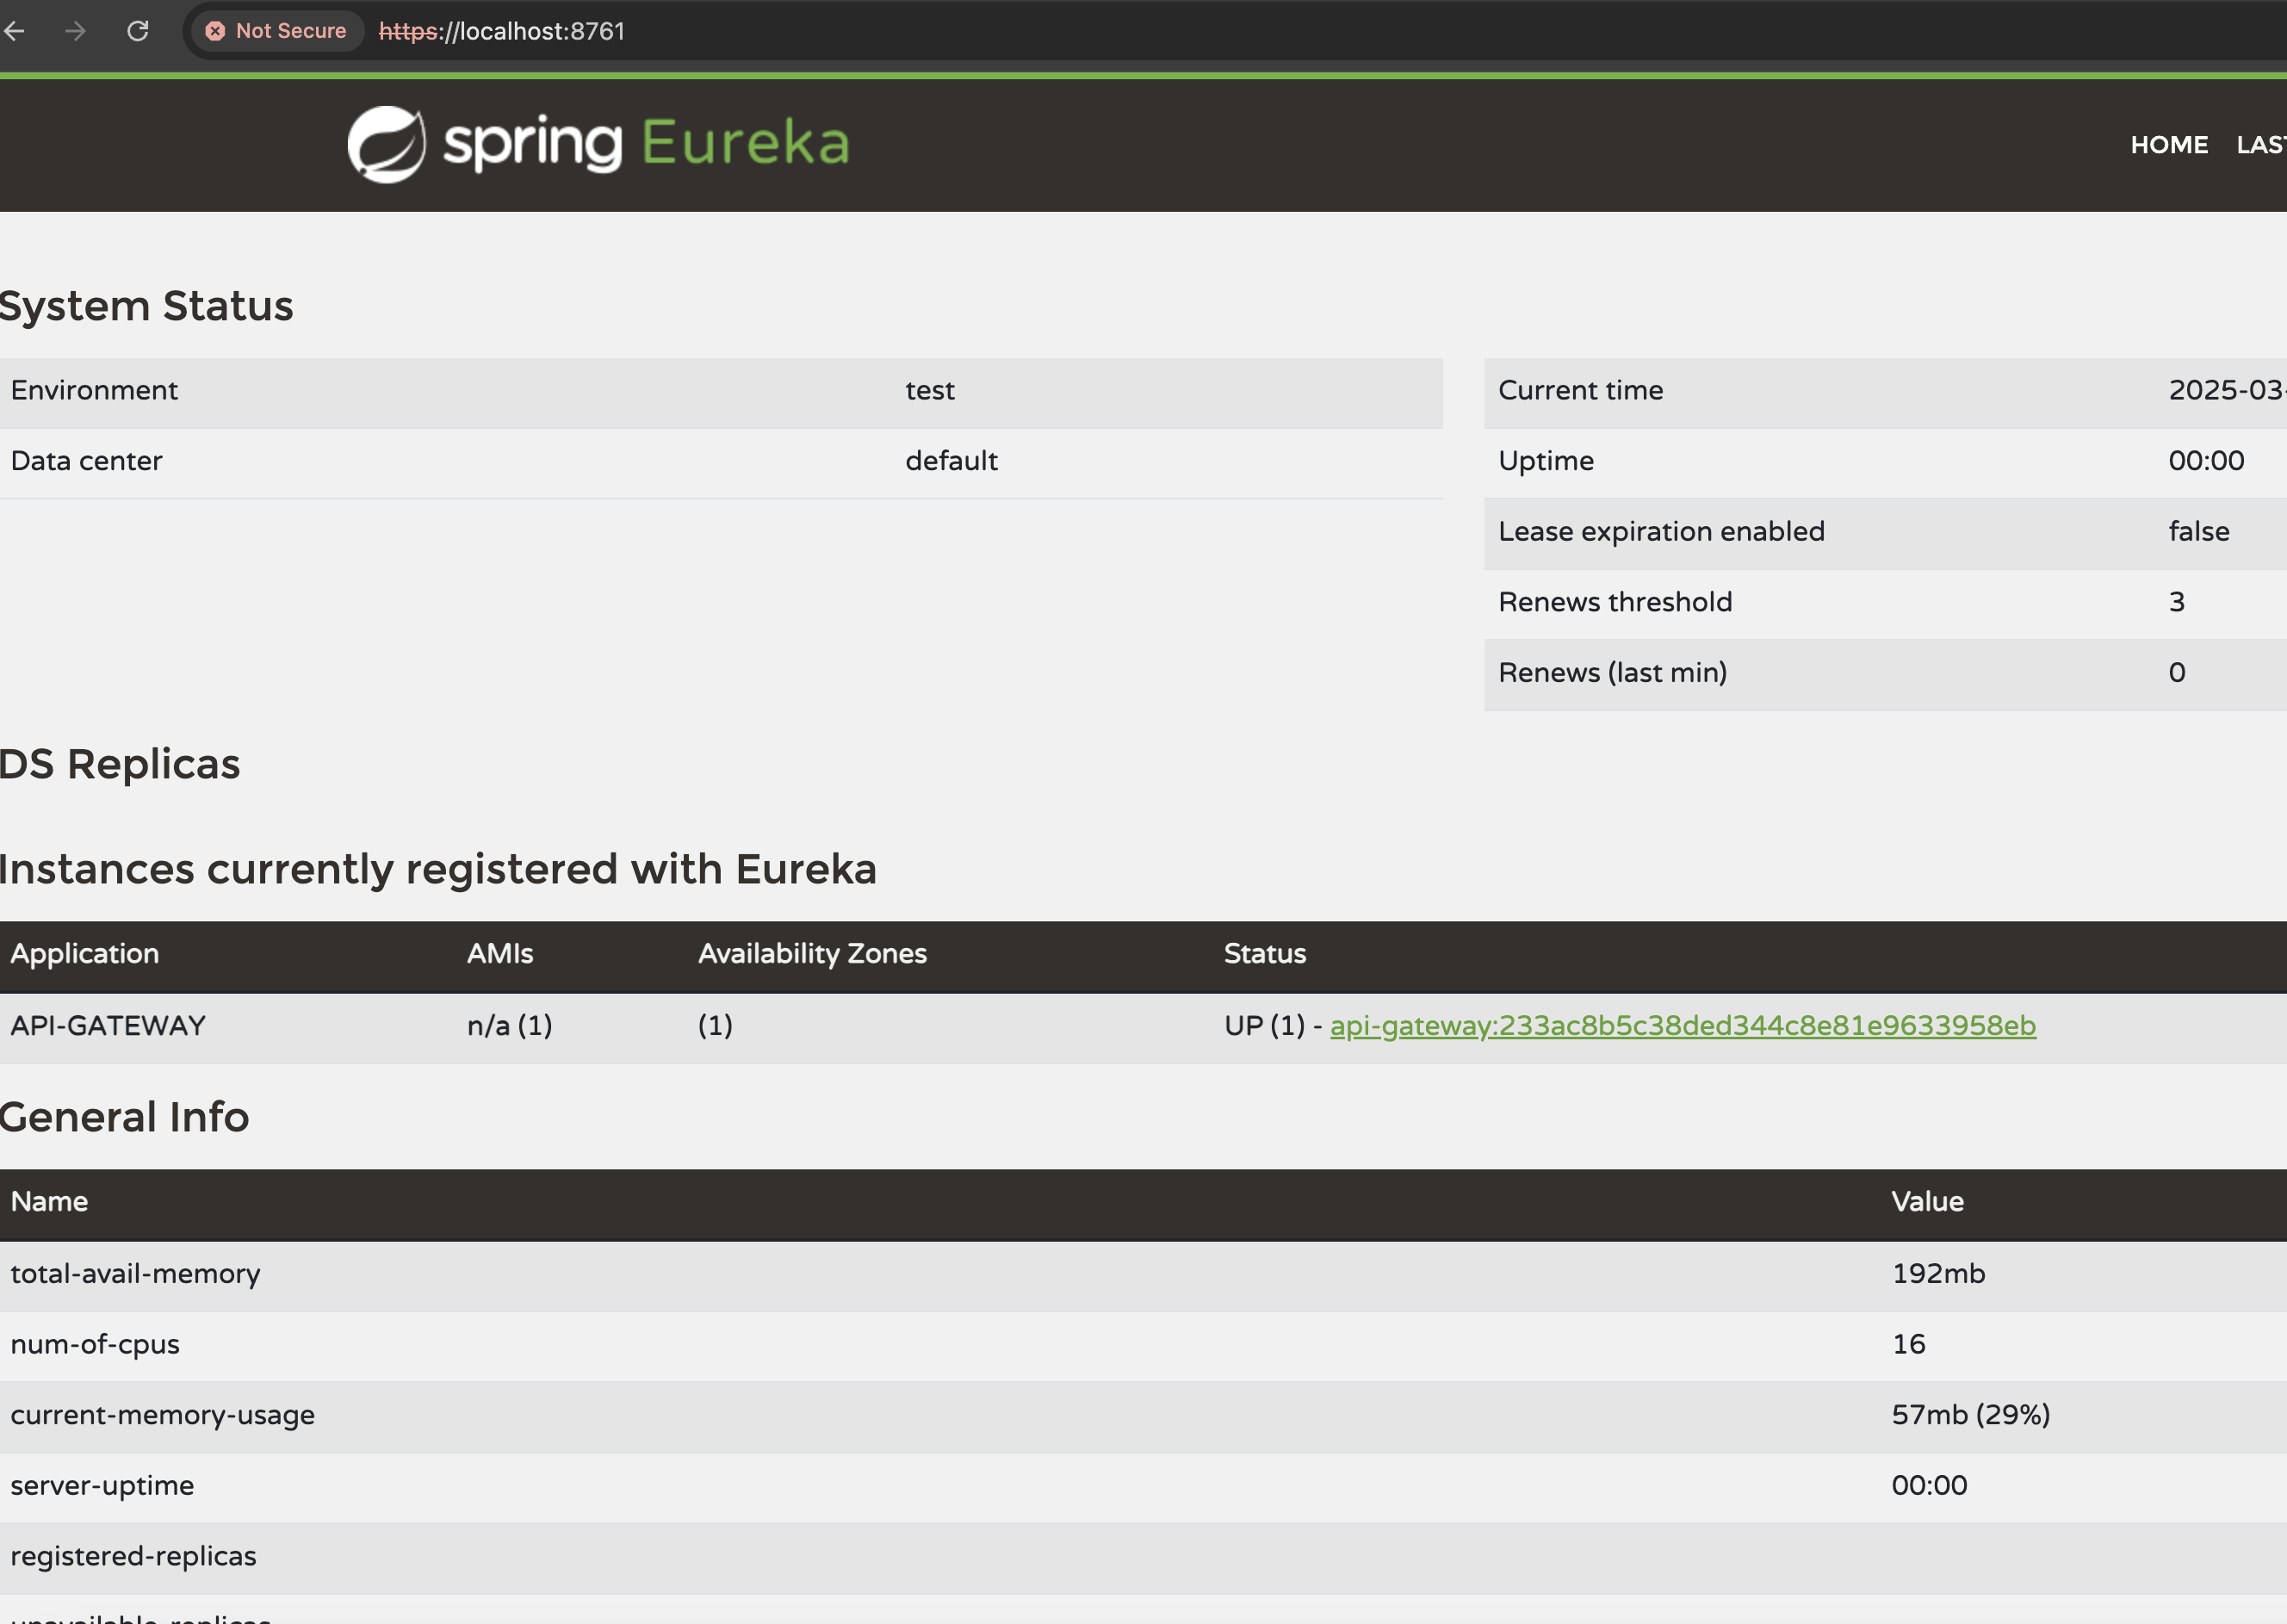 Not Secure https://localhost:8761
spring Eureka
HOME LAST
System Status
Environment test
Data center default
Current time 2025-03-
Uptime 00:00
Lease expiration enabled false
Renews threshold 3
Renews (last min) 0
DS Replicas
Instances currently registered with Eureka
Application AMIs Availability Zones Status
API-GATEWAY n/a (1) (1) UP (1) - api-gateway:233ac8b5c38ded344c8e81e9633958eb
General Info
Name Value
total-avail-memory 192mb
num-of-cpus 16
current-memory-usage 57mb (29%)
server-uptime 00:00
registered-replicas
unavailable-replicas